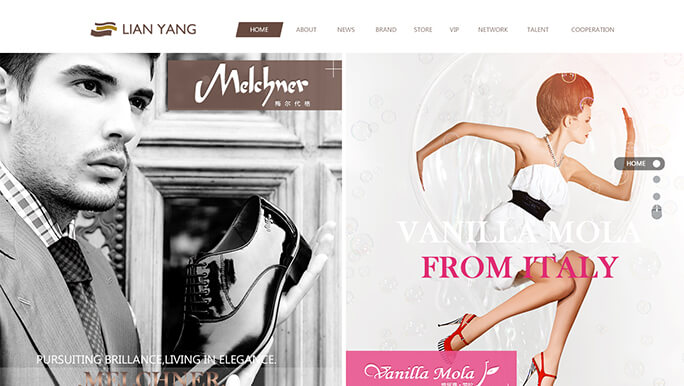 LIAN YANG
HOME ABOUT NEWS BRAND STORE VIP NETWORK TALENT COOPERATION
Melchner
梅尔代格
PURSUITING BRILLANCE,LIVING IN ELEGANCE.
MELCHNER
HOME
VANILLA MOLA
FROM ITALY
Vanilla Mola